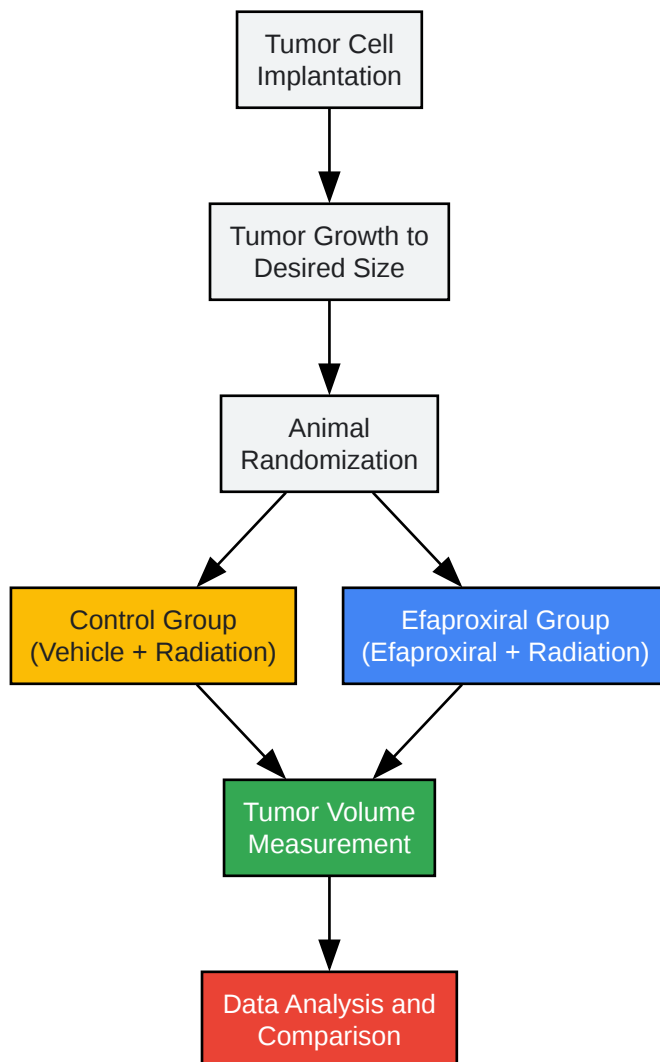 Tumor Cell
Implantation
Tumor Growth to
Desired Size
Animal
Randomization
Control Group
(Vehicle + Radiation)
Efaproxiral Group
(Efaproxiral + Radiation)
Tumor Volume
Measurement
Data Analysis and
Comparison